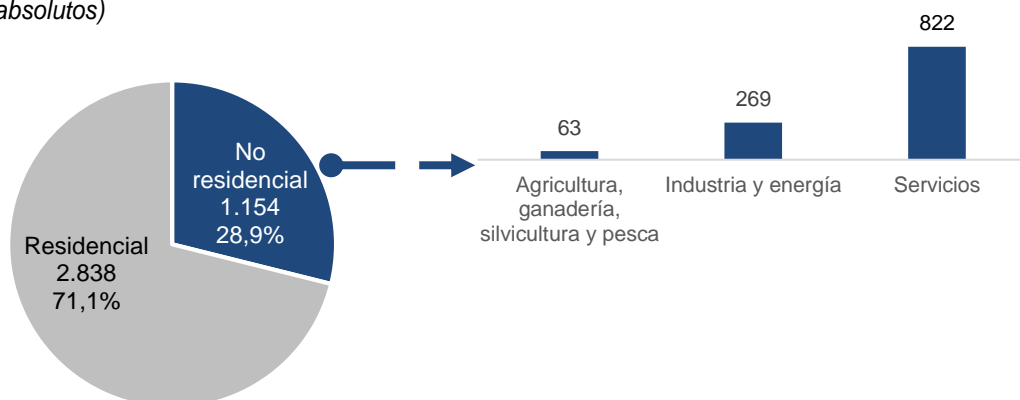 absolutos)
No
residencial
1.154
28,9%
Residencial
2.838
71,1%
63
269
822
Agricultura,
ganadería,
silvicultura y pesca
Industria y energía
Servicios